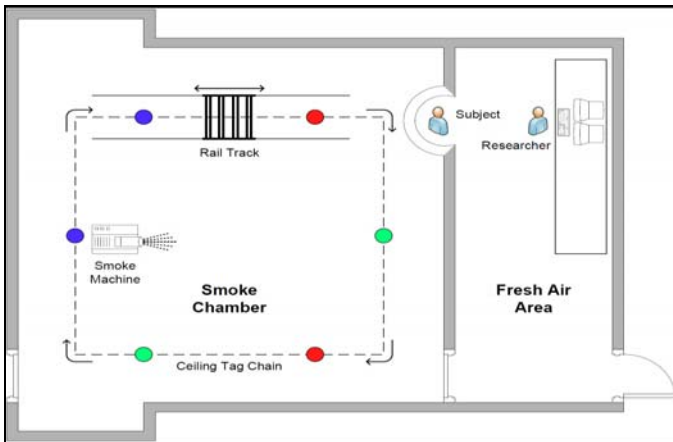 Subject
Researcher
Rail Track
Smoke
Machine
Smoke
Chamber
Fresh Air
Area
Ceiling Tag Chain